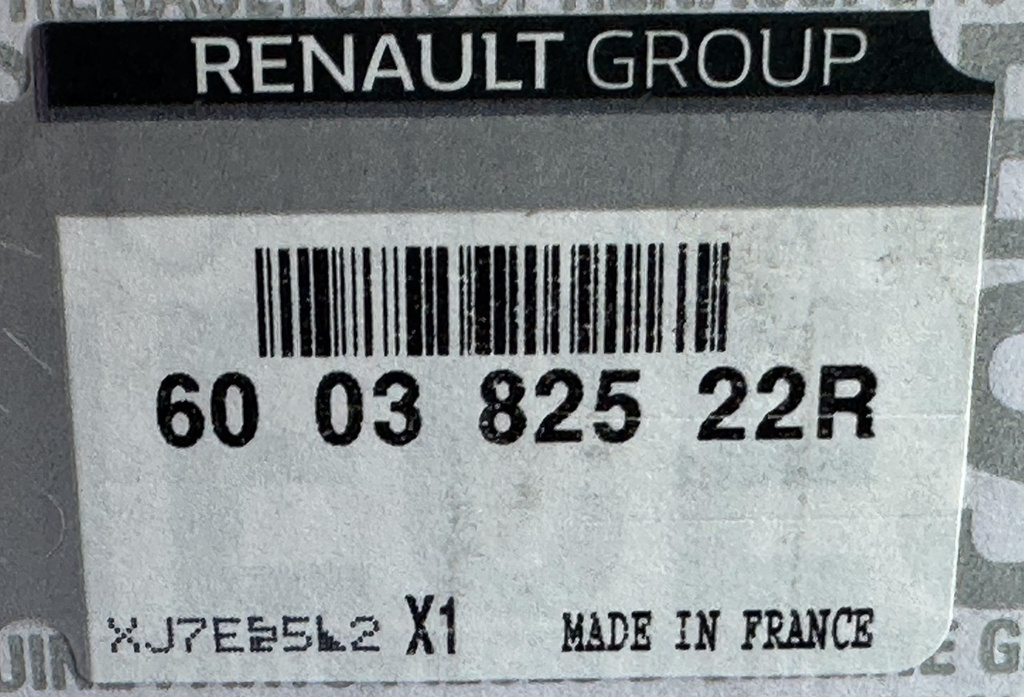 RENAULT GROUP
60 03 825 22R
X1 MADE IN FRANCE